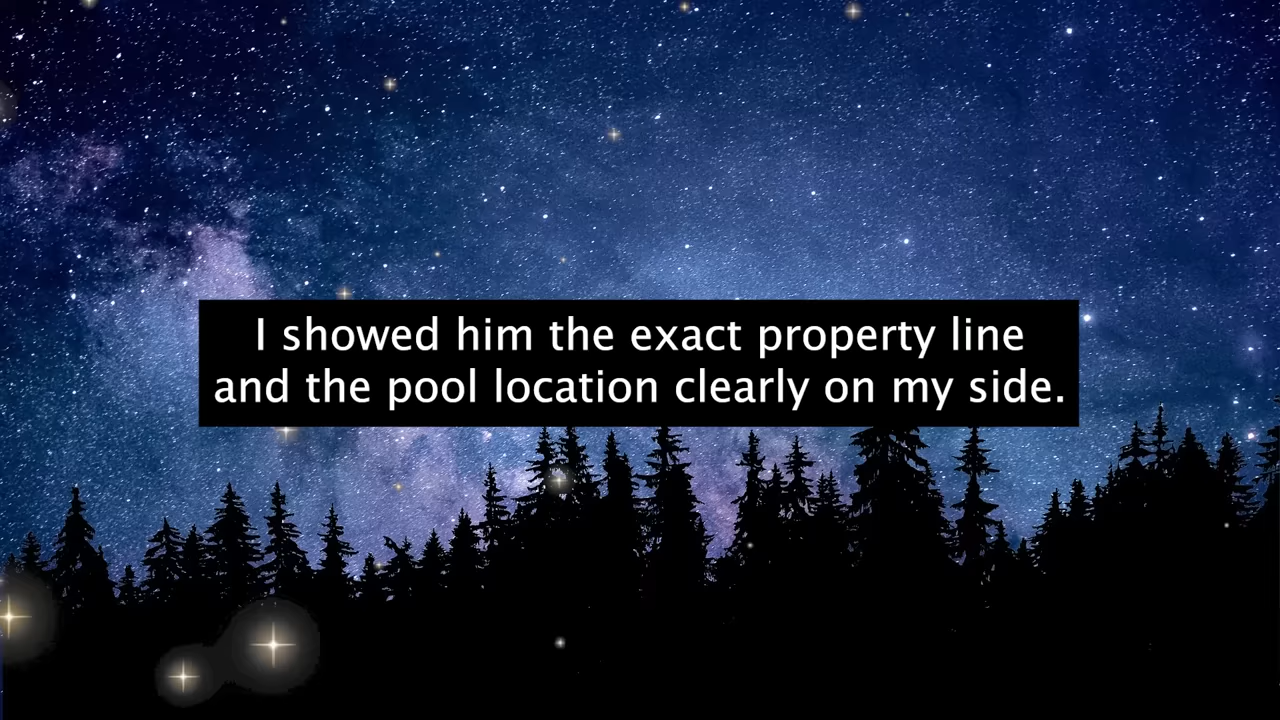 I showed him the exact property line
and the pool location clearly on my side.